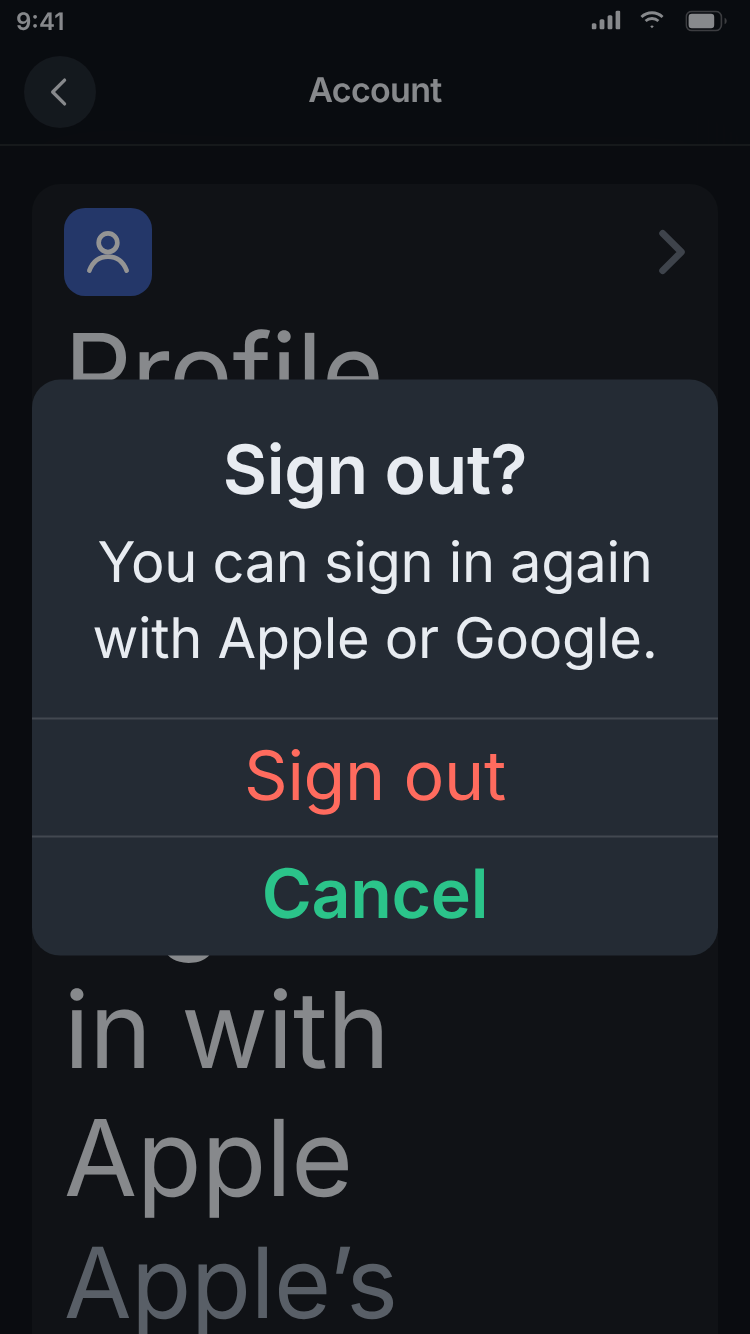 9:41
Account
Profile
Sign out?
You can sign in again
with Apple or Google.
Sign out
Cancel
in with
Apple
Apple’s